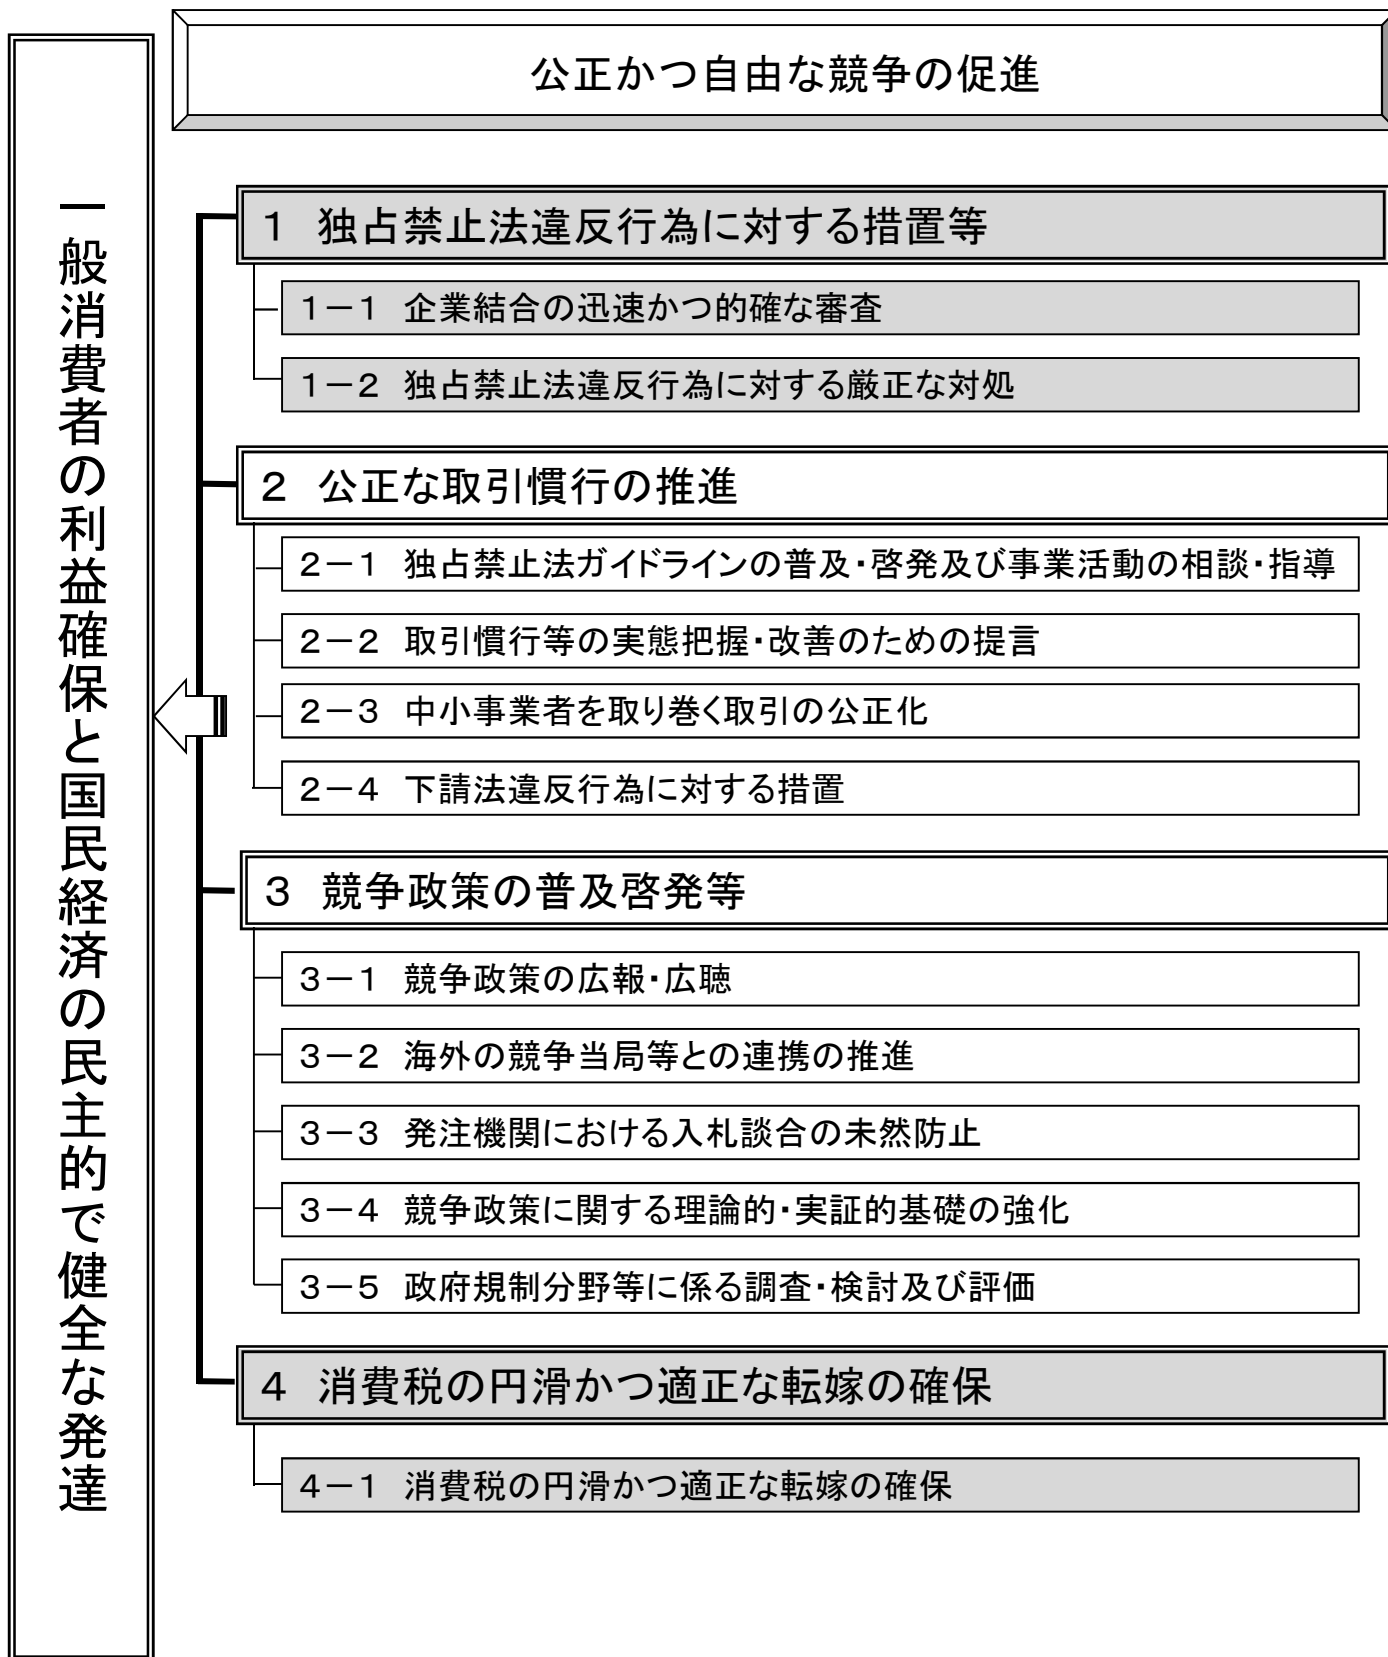 公正かつ自由な競争の促進
一般消費者の利益確保と国民経済の民主的で健全な発達
１　独占禁止法違反行為に対する措置等
１－１　企業結合の迅速かつ的確な審査
１－２　独占禁止法違反行為に対する厳正な対処
２　公正な取引慣行の推進
２－１　独占禁止法ガイドラインの普及・啓発及び事業活動の相談・指導
２－２　取引慣行等の実態把握・改善のための提言
２－３　中小事業者を取り巻く取引の公正化
２－４　下請法違反行為に対する措置
３　競争政策の普及啓発等
３－１　競争政策の広報・広聴
３－２　海外の競争当局等との連携の推進
３－３　発注機関における入札談合の未然防止
３－４　競争政策に関する理論的・実証的基礎の強化
３－５　政府規制分野等に係る調査・検討及び評価
４　消費税の円滑かつ適正な転嫁の確保
４－１　消費税の円滑かつ適正な転嫁の確保